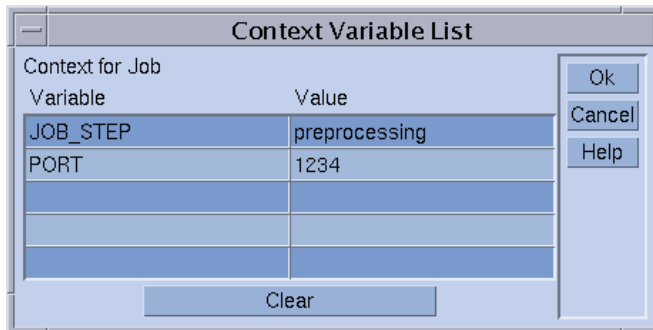 Context Variable List
Context for Job
Variable Value
JOB_STEP preprocessing
PORT 1234
Clear
Ok
Cancel
Help